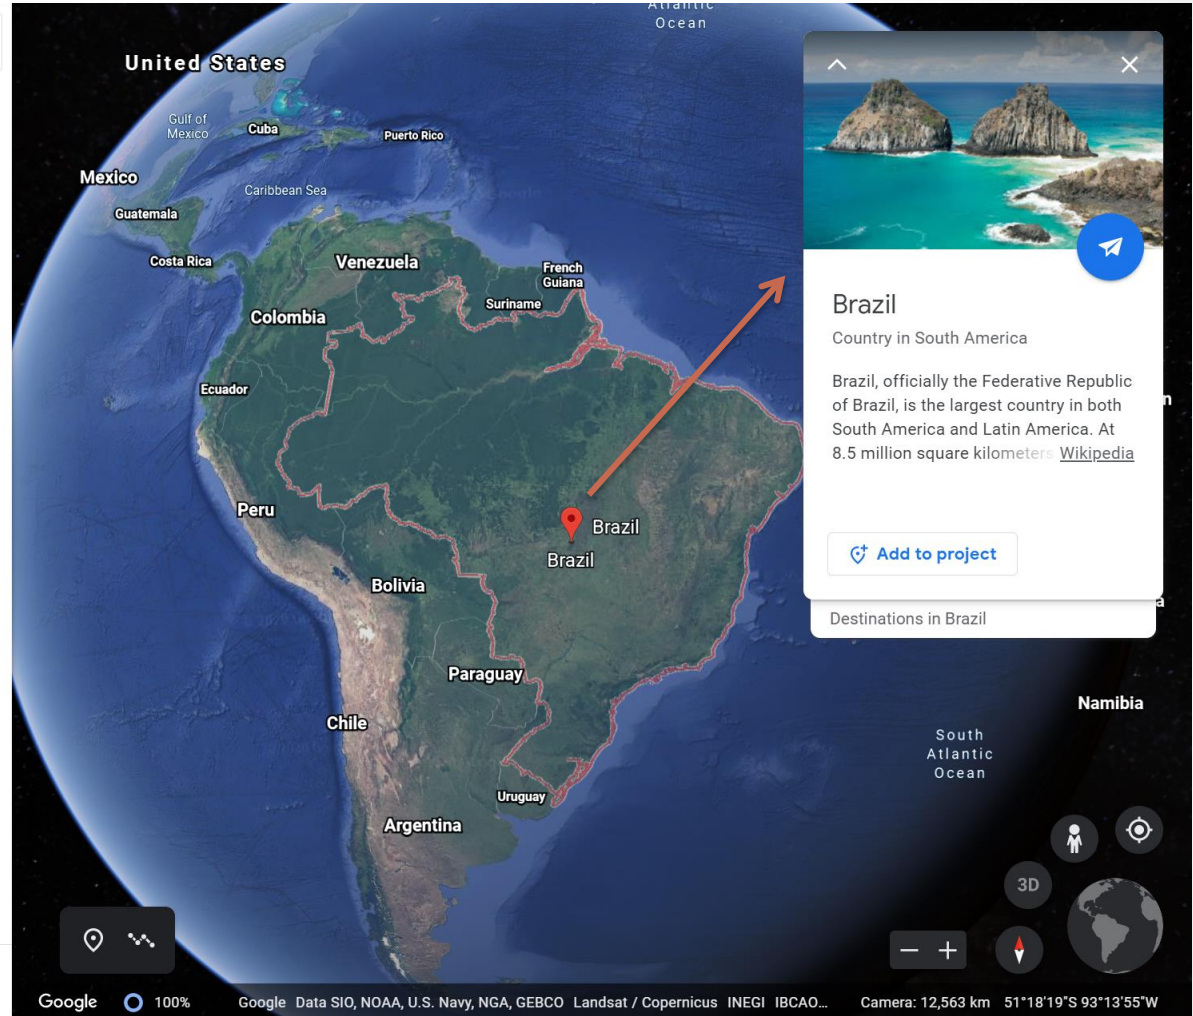 Atlantic
Ocean
United States
Gulf of
Mexico
Cuba
Puerto Rico
Mexico
Caribbean Sea
Guatemala
Costa Rica
Venezuela
French
Guiana
Suriname
Colombia
Ecuador
Peru
Brazil
Brazil
Bolivia
Paraguay
Chile
Uruguay
Argentina
Brazil
Country in South America
Brazil, officially the Federative Republic
of Brazil, is the largest country in both
South America and Latin America. At
8.5 million square kilometers Wikipedia
Add to project
Destinations in Brazil
n
a
Namibia
South
Atlantic
Ocean
3D
Google 100% Google Data SIO, NOAA, U.S. Navy, NGA, GEBCO Landsat / Copernicus INEGI IBCAO... Camera: 12,563 km 51°18'19"S 93°13'55"W